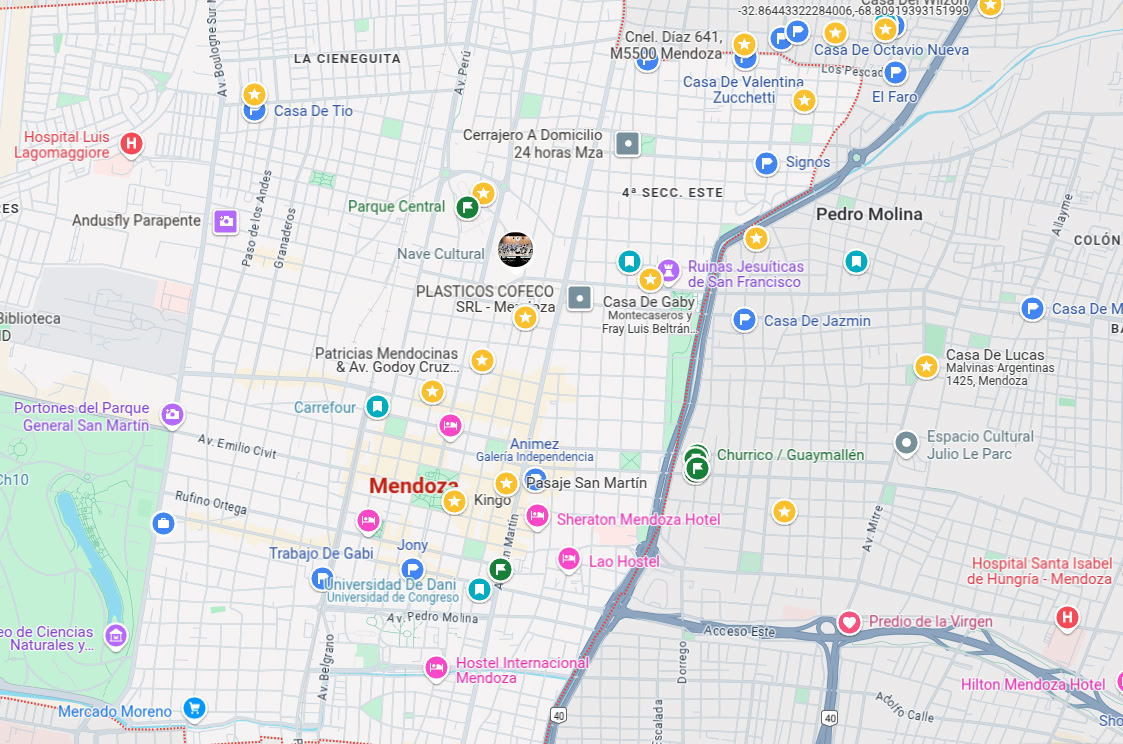 Casa Del Wilzon
-32.86443322284006,-68.80919393151999
Cnel. Díaz 641,
M5500 Mendoza
Casa De Octavio Nueva
LA CIENEGUITA
Av. Boulogne Sur M
Av. Perú
Los Pescad
Casa De Valentina
Zucchetti
El Faro
Casa De Tio
Hospital Luis
Lagomaggiore
Cerrajero A Domicilio
24 horas Mza
Signos
4ª SECC. ESTE
Paso de los Andes
Granaderos
Allayme
RES
Parque Central
Andusfly Parapente
Pedro Molina
COLÓN
Nave Cultural
Ruinas Jesuíticas
de San Francisco
PLASTICOS COFECO
SRL - Mendoza
Casa De Gaby
Montecaseros y
Fray Luis Beltrán...
Casa De Jazmin
Casa De M
BA
Biblioteca
ND
Patricias Mendocinas
& Av. Godoy Cruz...
Casa De Lucas
Malvinas Argentinas
1425, Mendoza
Portones del Parque
General San Martín
Carrefour
Av. Emilio Civit
Animez
Galería Independencia
Churrico / Guaymallén
Espacio Cultural
Julio Le Parc
Ch10
Mendoza
Kingo
Pasaje San Martín
Rufino Ortega
Sheraton Mendoza Hotel
n Martín
Av. Mitre
Trabajo De Gabi
Jony
Lao Hostel
Universidad De Dani
Universidad de Congreso
Hospital Santa Isabel
de Hungría - Mendoza
Av. Pedro Molina
Acceso Este
Predio de la Virgen
eo de Ciencias
Naturales y...
Av. Belgrano
Dorrego
Hostel Internacional
Mendoza
Hilton Mendoza Hotel
Mercado Moreno
40
40
Escalada
Adolfo Calle
Sho